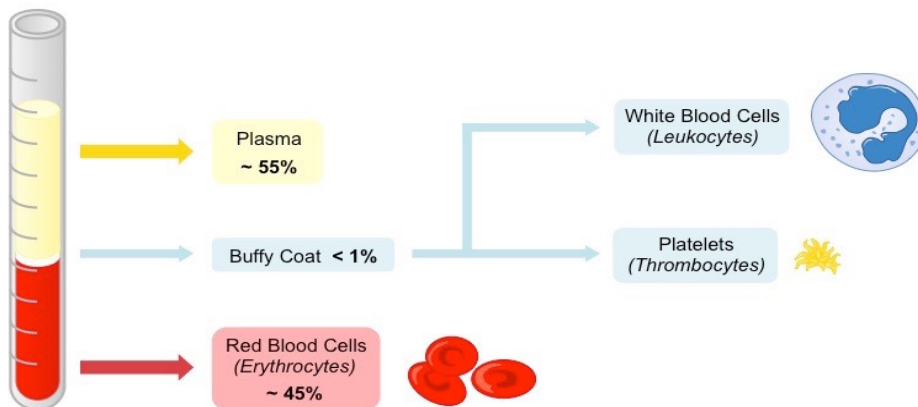 Plasma
~ 55%
Buffy Coat < 1%
Red Blood Cells
(Erythrocytes)
~ 45%
White Blood Cells
(Leukocytes)
Platelets
(Thrombocytes)